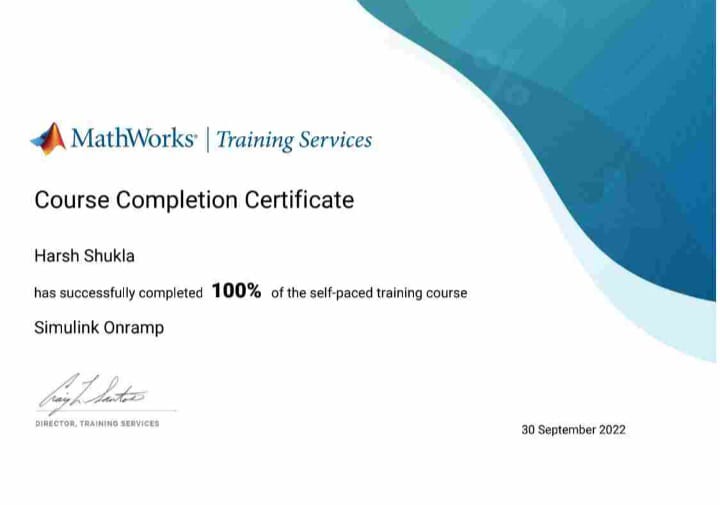 MathWorks® | Training Services
Course Completion Certificate
Harsh Shukla
has successfully completed 100% of the self-paced training course
Simulink Onramp
Craig Santos
DIRECTOR, TRAINING SERVICES
30 September 2022